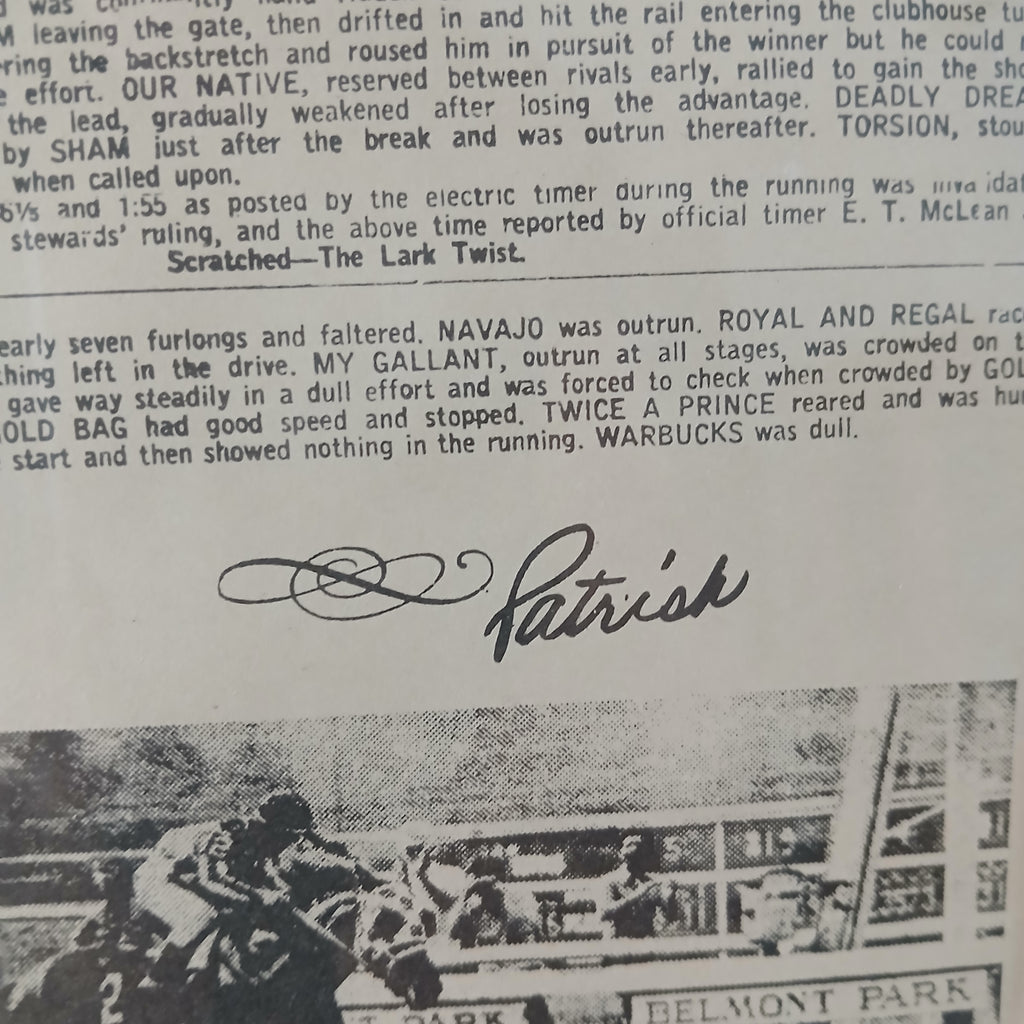 leaving the gate, then drifted in and hit the rail entering the clubhouse
the backstretch and roused him in pursuit of the winner but he could
effort. OUR NATIVE, reserved between rivals early, rallied to gain the
the lead, gradually weakened after losing the advantage. DEADLY
by SHAM just after the break and was outrun thereafter. TORSION,
when called upon.
and 1:55 as posted by the electric timer during the running was
stewards' ruling, and the above time reported by official timer E. T. McLean
Scratched—The Lark Twist.
early seven furlongs and faltered. NAVAJO was outrun. ROYAL AND REGAL
left in the drive. MY GALLANT, outrun at all stages, was crowded on
gave way steadily in a dull effort and was forced to check when crowded by
BAG had good speed and stopped. TWICE A PRINCE reared and was
start and then showed nothing in the running. WARBUCKS was dull.
Patrish
2
PARK BELMONT PARK